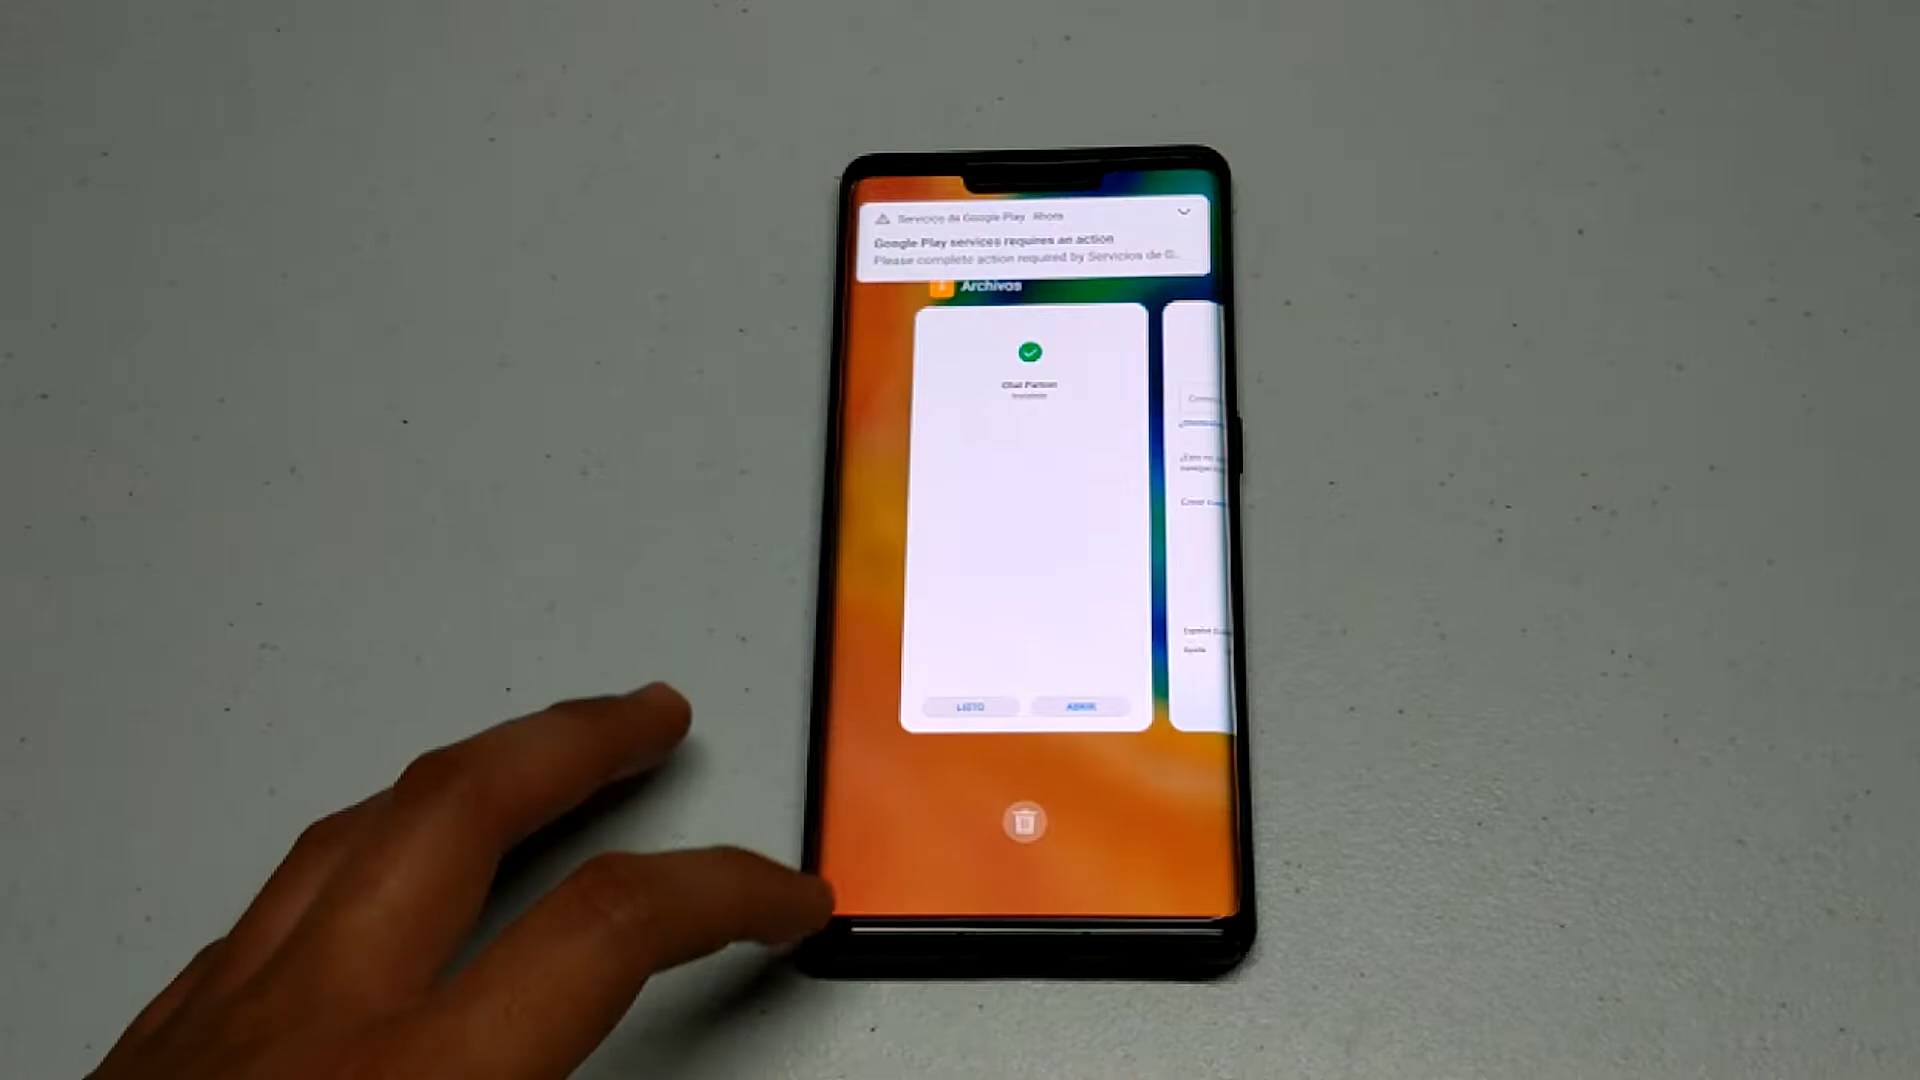 Servicios de Google Play · Ahora
Google Play services requires an action
Please complete action required by Servicios de G...
Archivos
Chat Partner
LISTO
ABRIR
Ayuda